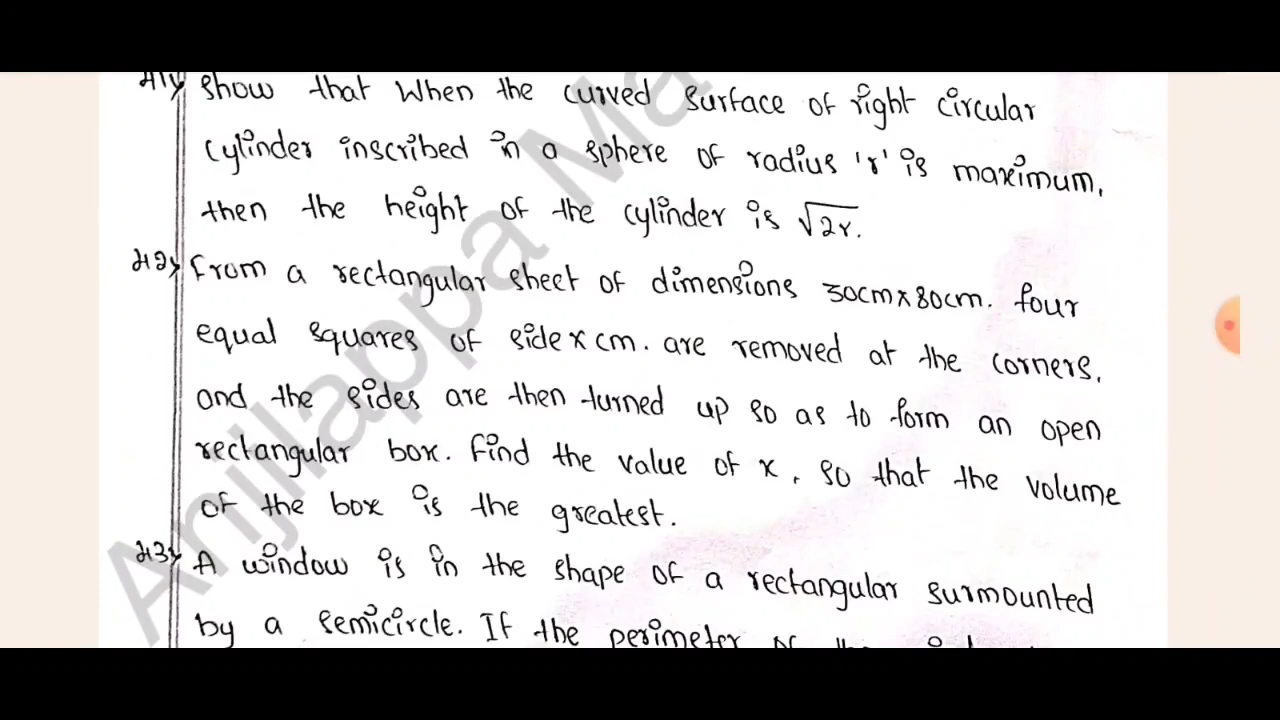 41) Show that When the curved surface of right circular
cylinder inscribed in a sphere of radius 'r' is maximum,
then the height of the cylinder is √2r.
42) From a rectangular sheet of dimensions 30cm x 80cm. four
equal squares of side x cm. are removed at the corners,
and the sides are then turned up so as to form an open
rectangular box. Find the value of x, so that the volume
of the box is the greatest.
43) A window is in the shape of a rectangular surmounted
by a semicircle. If the perimeter of the
Anjilappa Ma